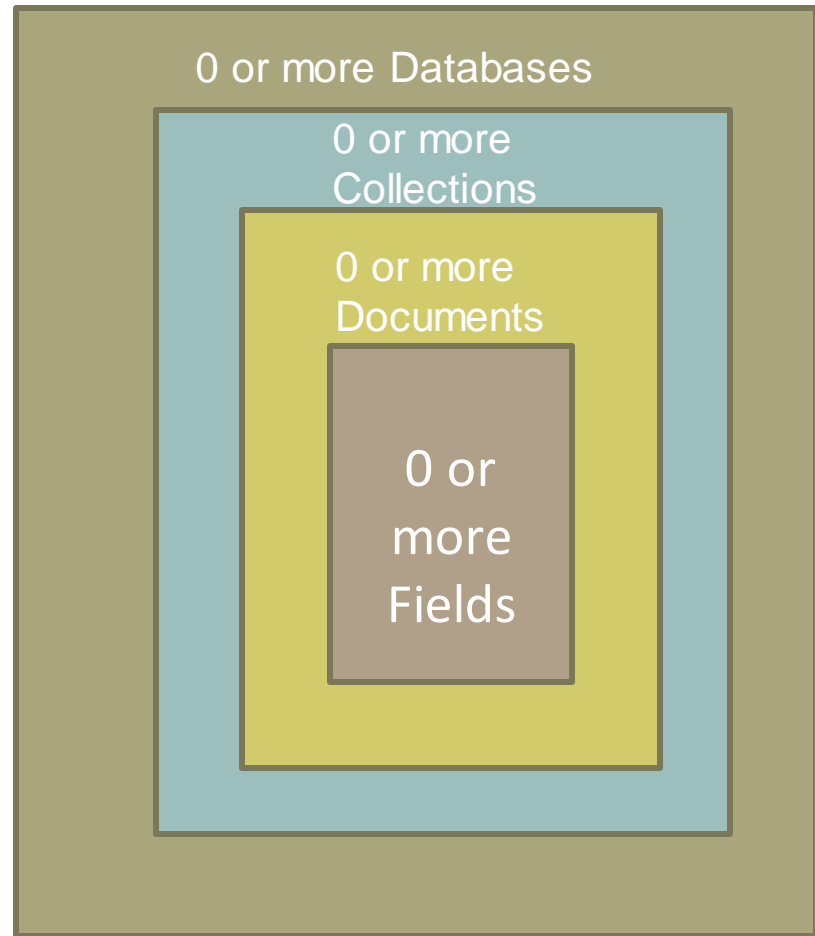 0 or more Databases
0 or more
Collections
0 or more
Documents
0 or
more
Fields